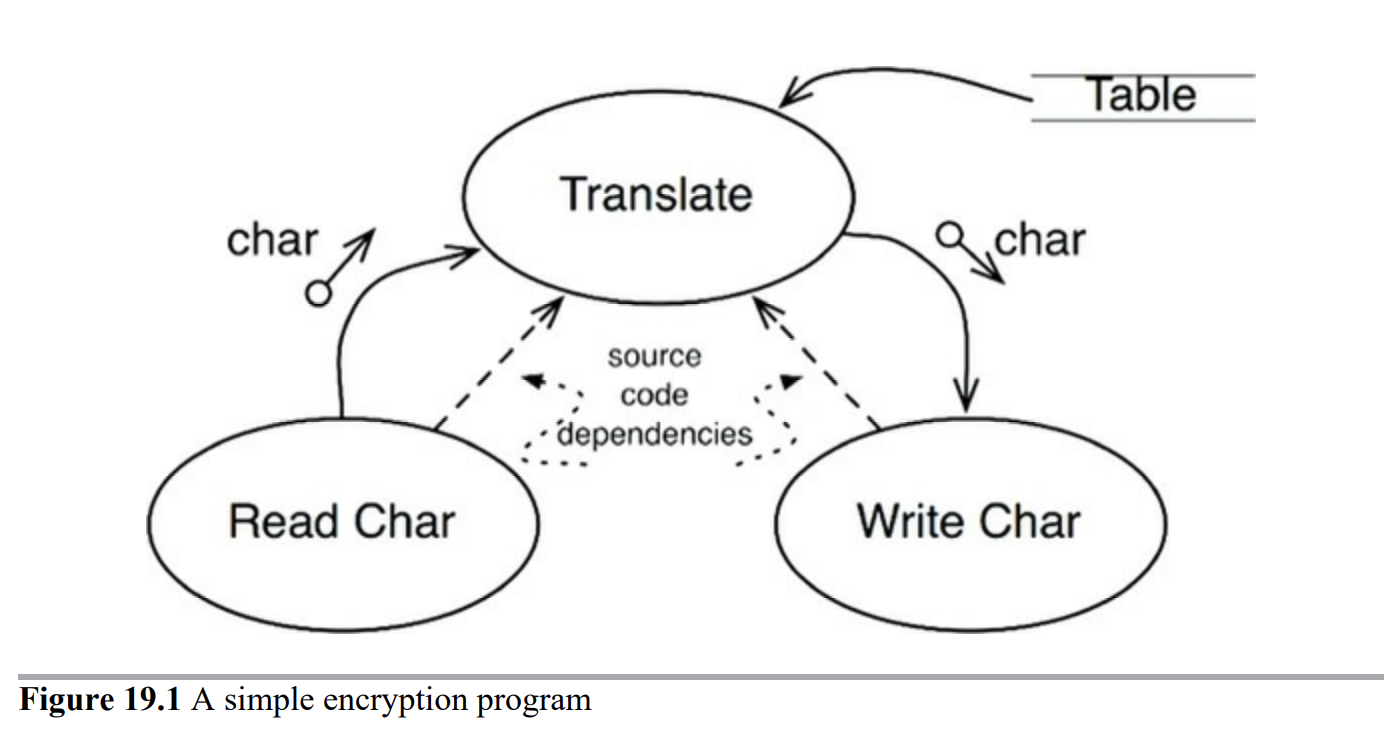 Table
Translate
char
char
source
code
dependencies
Read Char
Write Char
Figure 19.1 A simple encryption program